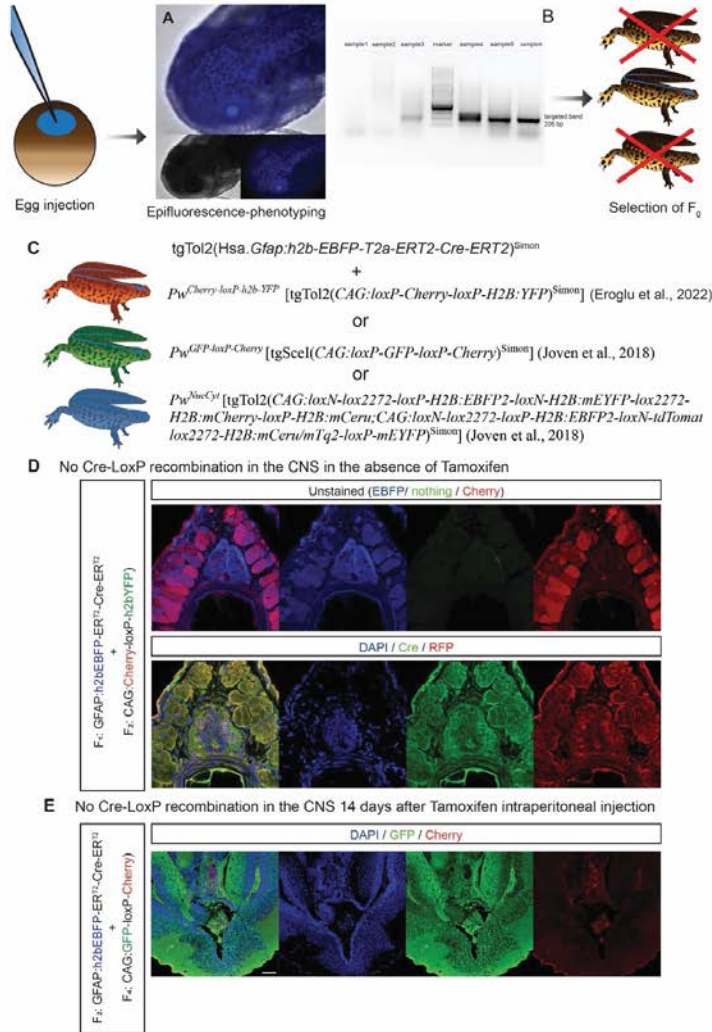 A
B
sample1 sample2 sample3 marker sample4 sample5
targeted band
206 bp
Egg injection
Epifluorescence-phenotyping
Selection of F₀
C
tgTol2(Hsa.Gfap:h2b-EBFP-T2a-ERT2-Cre-ERT2)Simon
+
PwCherry-loxP-h2b-YFP [tgTol2(CAG:loxP-Cherry-loxP-H2B:YFP)Simon] (Eroglu et al., 2022)
or
PwGFP-loxP-Cherry [tgSceI(CAG:loxP-GFP-loxP-Cherry)Simon] (Joven et al., 2018)
or
PwNucCyt [tgTol2(CAG:loxN-lox2272-loxP-H2B:EBFP2-loxN-H2B:mEYFP-lox2272-
H2B:mCherry-loxP-H2B:mCeru;CAG:loxN-lox2272-loxP-H2B:EBFP2-loxN-tdTomat
lox2272-H2B:mCeru/mTq2-loxP-mEYFP)Simon] (Joven et al., 2018)
D No Cre-LoxP recombination in the CNS in the absence of Tamoxifen
Unstained (EBFP/ nothing / Cherry)
DAPI / Cre / RFP
GFAP:h2bEBFP-ERT2-Cre-ERT2
+
CAG:Cherry-loxP-h2bYFP)
E No Cre-LoxP recombination in the CNS 14 days after Tamoxifen intraperitoneal injection
DAPI / GFP / Cherry
GFAP:h2bEBFP-ERT2-Cre-ERT2
+
CAG:GFP-loxP-Cherry)